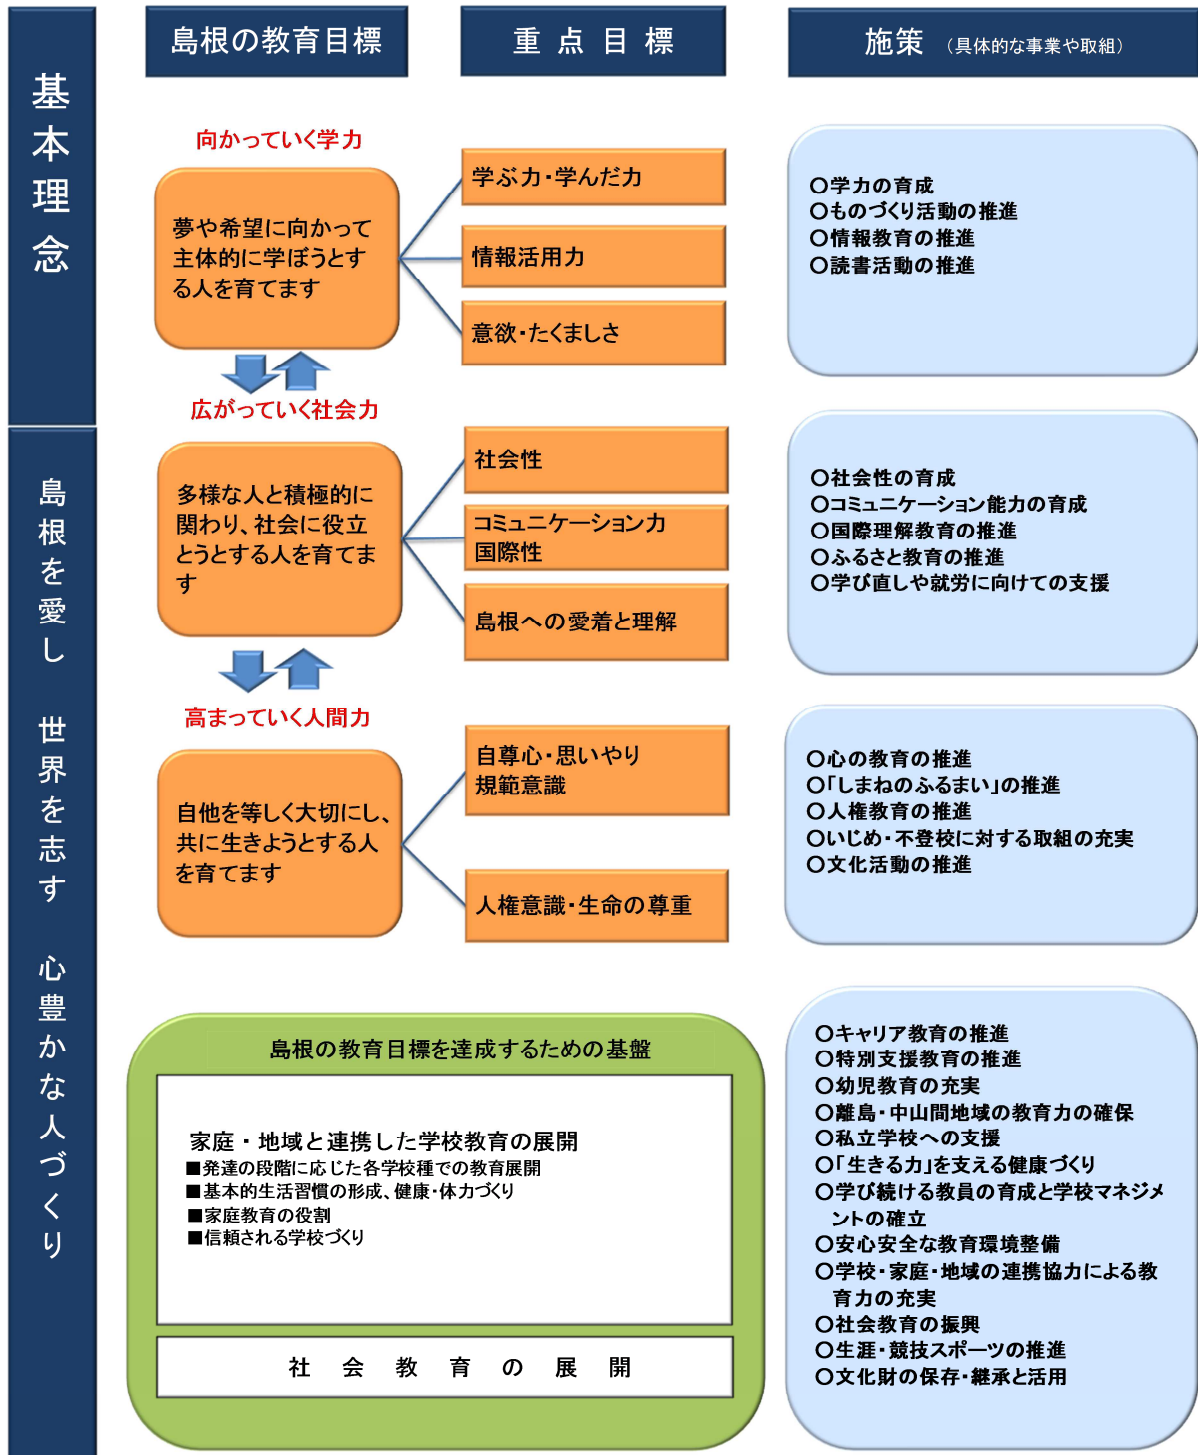 基本理念
島根を愛し 世界を志す 心豊かな人づくり
島根の教育目標
重点目標
施策 (具体的な事業や取組)
向かっていく学力
夢や希望に向かって
主体的に学ぼうとす
る人を育てます
学ぶ力・学んだ力
情報活用力
意欲・たくましさ
○学力の育成
○ものづくり活動の推進
○情報教育の推進
○読書活動の推進
広がっていく社会力
多様な人と積極的に
関わり、社会に役立
とうとする人を育てま
す
社会性
コミュニケーション力
国際性
島根への愛着と理解
○社会性の育成
○コミュニケーション能力の育成
○国際理解教育の推進
○ふるさと教育の推進
○学び直しや就労に向けての支援
高まっていく人間力
自他を等しく大切にし、
共に生きようとする人
を育てます
自尊心・思いやり
規範意識
人権意識・生命の尊重
○心の教育の推進
○「しまねのふるまい」の推進
○人権教育の推進
○いじめ・不登校に対する取組の充実
○文化活動の推進
島根の教育目標を達成するための基盤
家庭・地域と連携した学校教育の展開
■発達の段階に応じた各学校種での教育展開
■基本的生活習慣の形成、健康・体力づくり
■家庭教育の役割
■信頼される学校づくり
社会教育の展開
○キャリア教育の推進
○特別支援教育の推進
○幼児教育の充実
○離島・中山間地域の教育力の確保
○私立学校への支援
○「生きる力」を支える健康づくり
○学び続ける教員の育成と学校マネジメ
ントの確立
○安心安全な教育環境整備
○学校・家庭・地域の連携協力による教
育力の充実
○社会教育の振興
○生涯・競技スポーツの推進
○文化財の保存・継承と活用